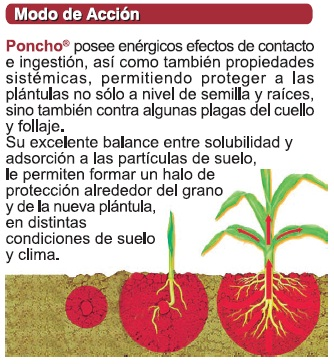 Modo de Acción
Poncho® posee enérgicos efectos de contacto
e ingestión, así como también propiedades
sistémicas, permitiendo proteger a las
plántulas no sólo a nivel de semilla y raíces,
sino también contra algunas plagas del cuello
y follaje.
Su excelente balance entre solubilidad y
adsorción a las partículas de suelo,
le permiten formar un halo de
protección alrededor del grano
y de la nueva plántula,
en distintas
condiciones de suelo
y clima.